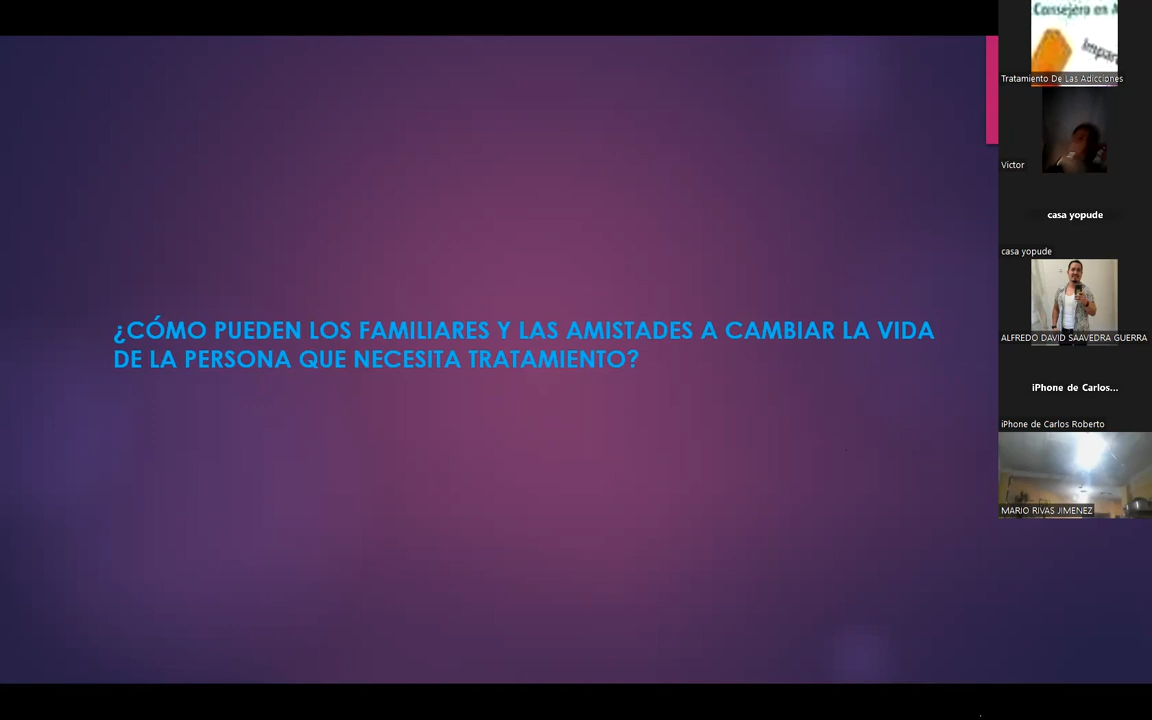 ¿CÓMO PUEDEN LOS FAMILIARES Y LAS AMISTADES A CAMBIAR LA VIDA
DE LA PERSONA QUE NECESITA TRATAMIENTO?
Consejero en
Tratamiento De Las Adicciones
Victor
casa yopude
casa yopude
ALFREDO DAVID SAAVEDRA GUERRA
iPhone de Carlos...
iPhone de Carlos Roberto
MARIO RIVAS JIMENEZ